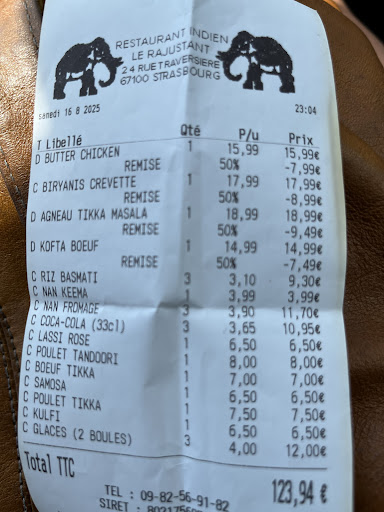 RESTAURANT INDIEN
LE RAJUSTANT
24 RUE TRAVERSIERE
67100 STRASBOURG
samedi 16 8 2025 23:04
T Libellé Qté P/u Prix
D BUTTER CHICKEN 1 15,99 15,99€
REMISE 50% -7,99€
C BIRYANIS CREVETTE 1 17,99 17,99€
REMISE 50% -8,99€
D AGNEAU TIKKA MASALA 1 18,99 18,99€
REMISE 50% -9,49€
D KOFTA BOEUF 1 14,99 14,99€
REMISE 50% -7,49€
C RIZ BASMATI 3 3,10 9,30€
C NAN KEEMA 1 3,99 3,99€
C NAN FROMAGE 3 3,90 11,70€
C COCA-COLA (33cl) 3 3,65 10,95€
C LASSI ROSE 1 6,50 6,50€
C POULET TANDOORI 1 8,00 8,00€
C BOEUF TIKKA 1 7,00 7,00€
C SAMOSA 1 6,50 6,50€
C POULET TIKKA 1 7,50 7,50€
C KULFI 1 6,50 6,50€
C GLACES (2 BOULES) 3 4,00 12,00€
Total TTC 123,94 €
TEL : 09-82-56-91-82
SIRET :